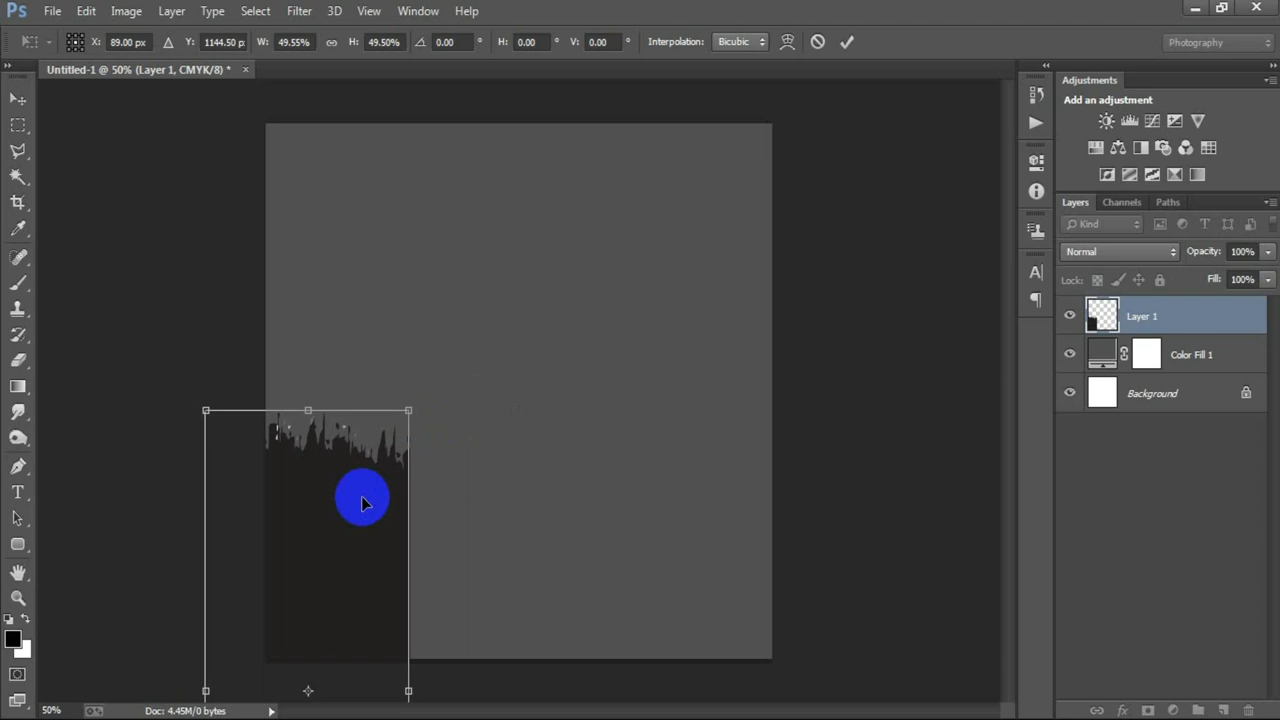 Ps File Edit Image Layer Type Select Filter 3D View Window Help
X: 89.00 px Y: 1144.50 px W: 49.55% H: 49.50% 0.00 ° H: 0.00 ° V: 0.00 ° Interpolation: Bicubic Photography
Untitled-1 @ 50% (Layer 1, CMYK/8) * ×
Adjustments
Add an adjustment
Layers Channels Paths
Kind
Normal Opacity: 100%
Lock: Fill: 100%
Layer 1
Color Fill 1
Background
50% Doc: 4.45M/0 bytes